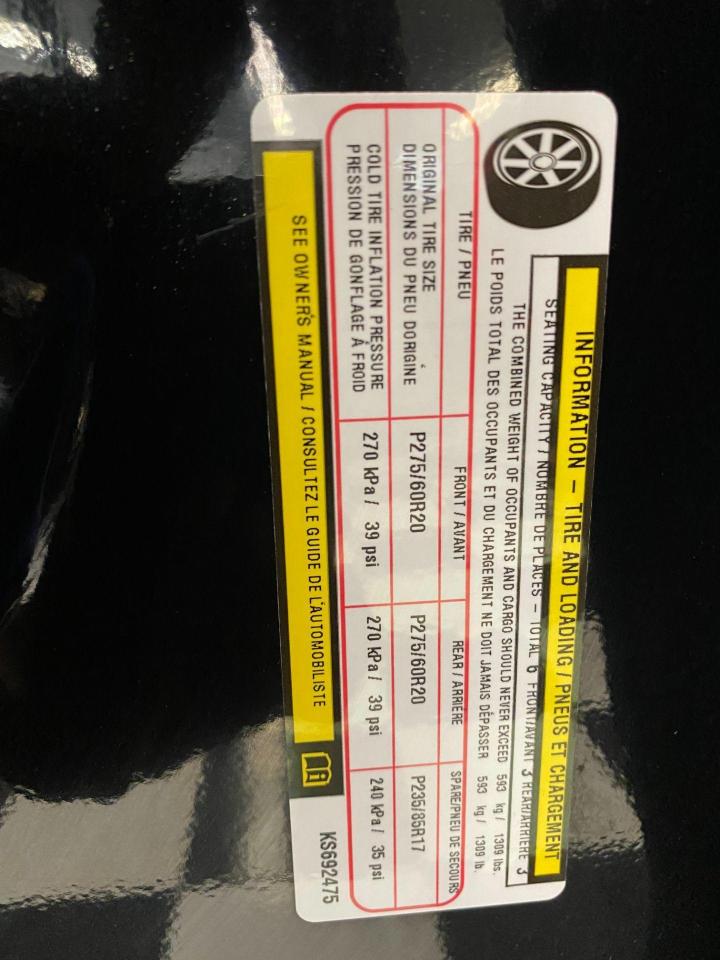 INFORMATION – TIRE AND LOADING / PNEUS ET CHARGEMENT
SEATING CAPACITY / NOMBRE DE PLACES – TOTAL 6 FRONT/AVANT 3 REAR/ARRIÈRE 3
THE COMBINED WEIGHT OF OCCUPANTS AND CARGO SHOULD NEVER EXCEED 593 kg / 1309 lbs.
LE POIDS TOTAL DES OCCUPANTS ET DU CHARGEMENT NE DOIT JAMAIS DÉPASSER 593 kg / 1309 lb.
TIRE / PNEU FRONT / AVANT REAR / ARRIÈRE SPARE/PNEU DE SECOURS
ORIGINAL TIRE SIZE
DIMENSIONS DU PNEU D'ORIGINE P275/60R20 P275/60R20 P235/85R17
COLD TIRE INFLATION PRESSURE
PRESSION DE GONFLAGE À FROID 270 kPa / 39 psi 270 kPa / 39 psi 240 kPa / 35 psi
SEE OWNER'S MANUAL / CONSULTEZ LE GUIDE DE L'AUTOMOBILISTE
KS692475